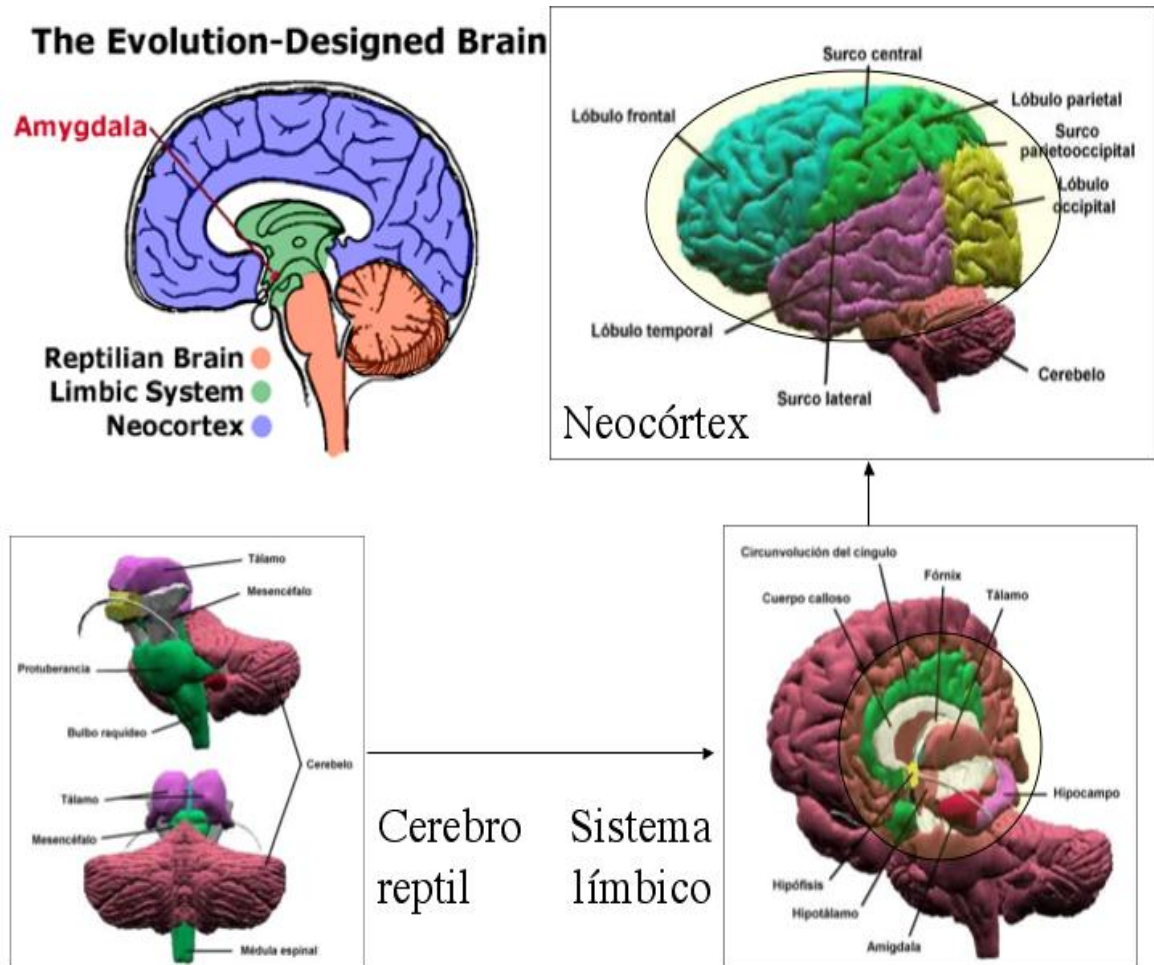 The Evolution-Designed Brain
Amygdala
Reptilian Brain
Limbic System
Neocortex
Surco central
Lóbulo parietal
Lóbulo frontal
Surco
parietooccipital
Lóbulo
occipital
Lóbulo temporal
Cerebelo
Surco lateral
Neocórtex
Tálamo
Mesencéfalo
Protuberancia
Bulbo raquídeo
Cerebelo
Tálamo
Mesencéfalo
Médula espinal
Cerebro
reptil
Sistema
límbico
Circunvolución del cíngulo
Fórnix
Cuerpo calloso
Tálamo
Hipocampo
Hipófisis
Hipotálamo
Amígdala